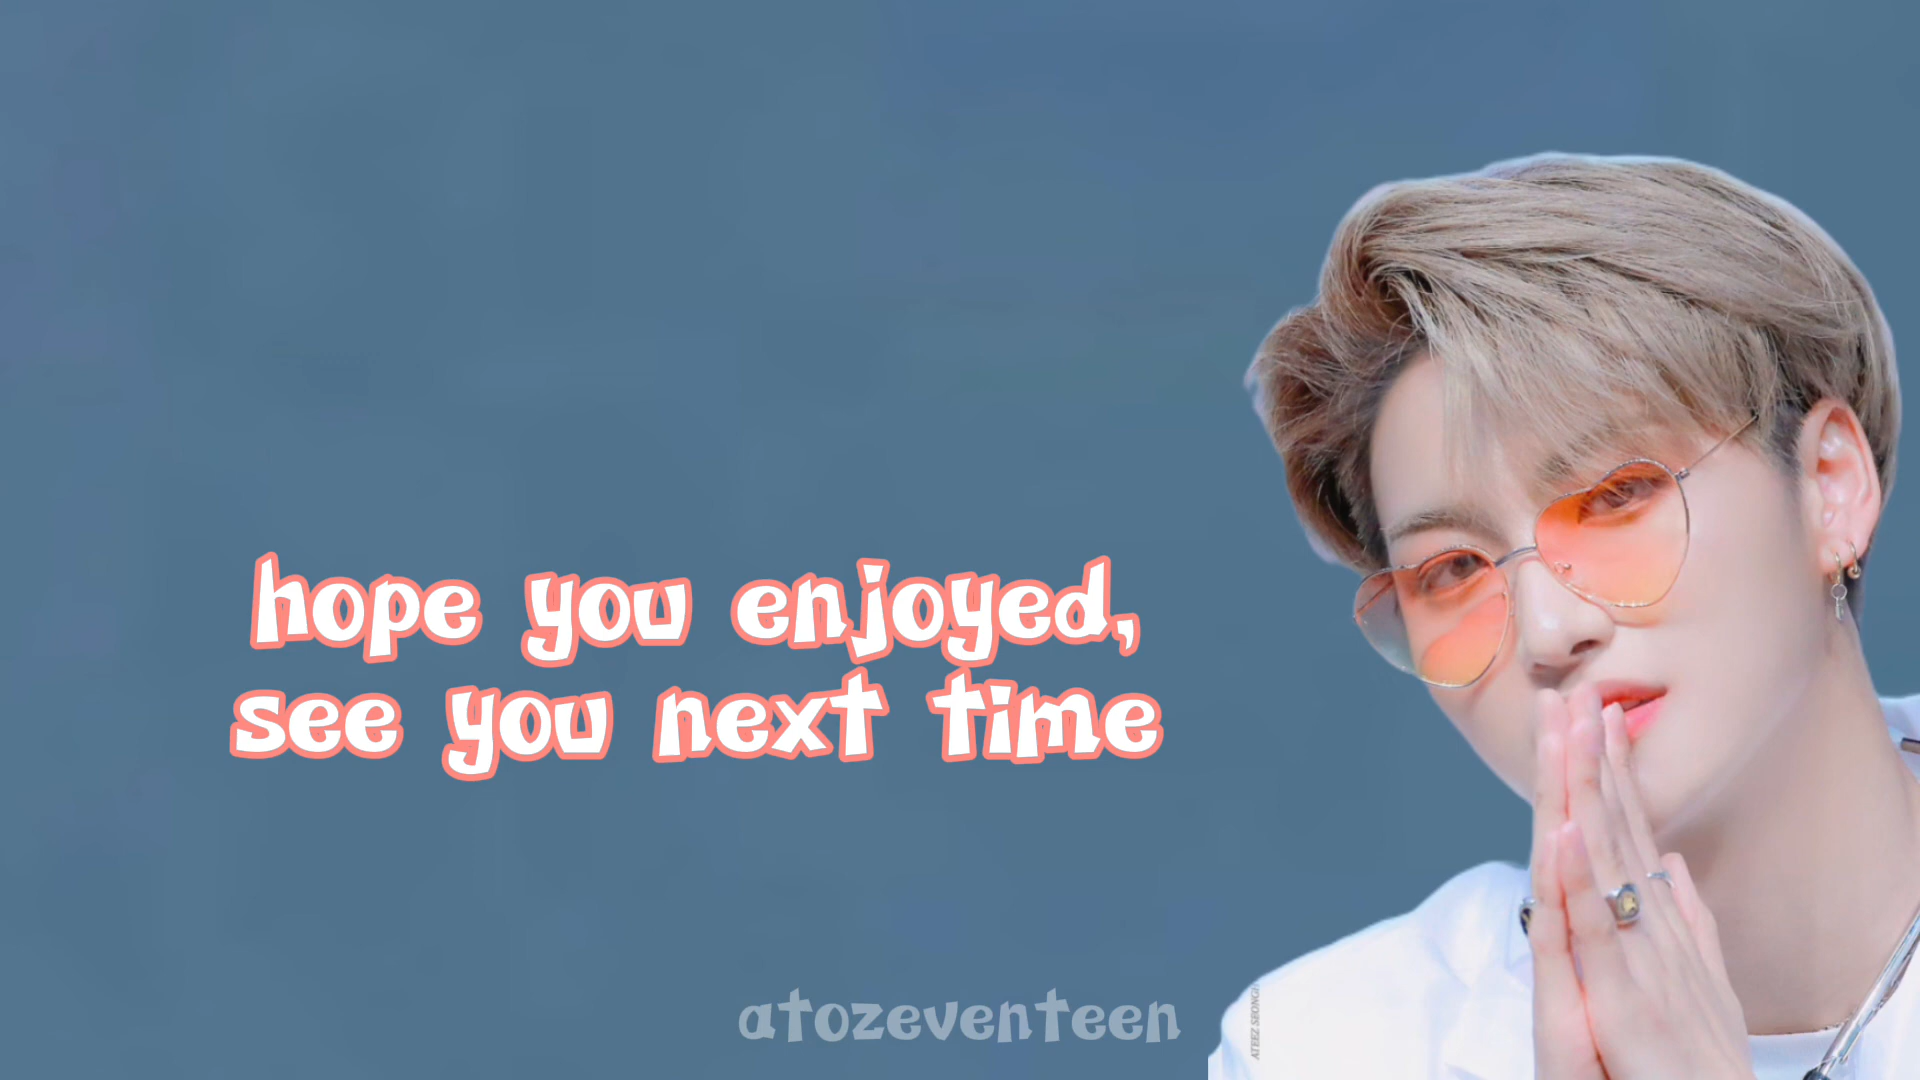 hope you enjoyed,
see you next time
atozeventeen